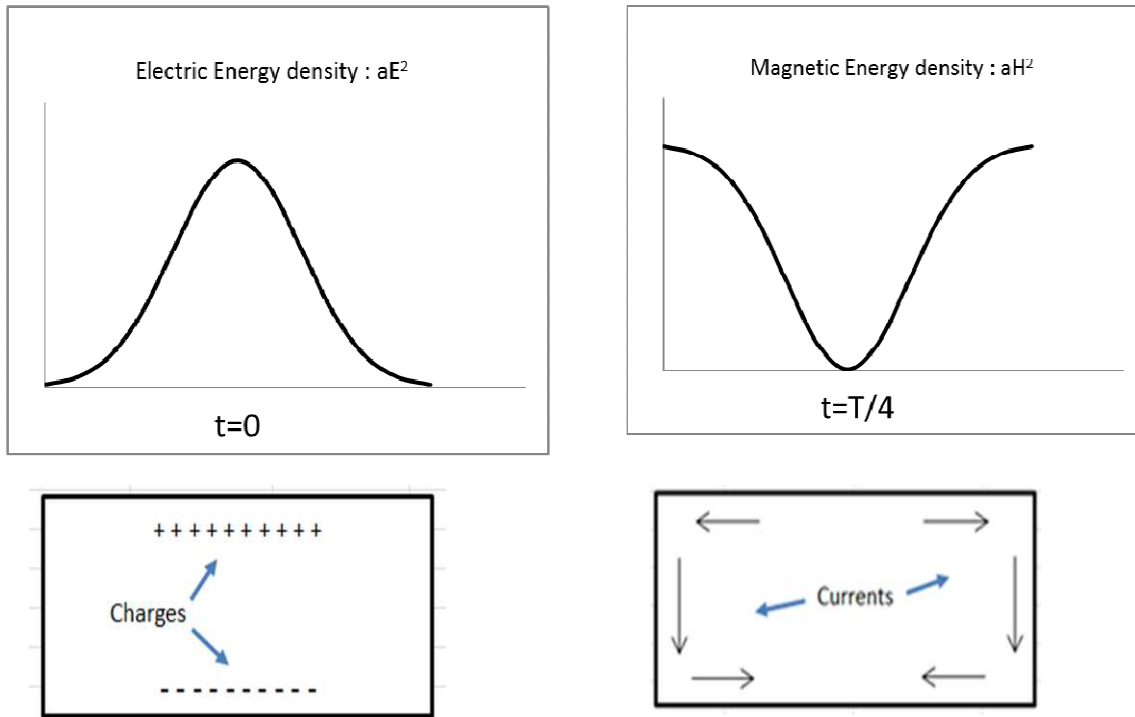 Electric Energy density : aE²
t=0
Magnetic Energy density : aH²
t=T/4
+ + + + + + + + + +
Charges
- - - - - - - - - -
Currents